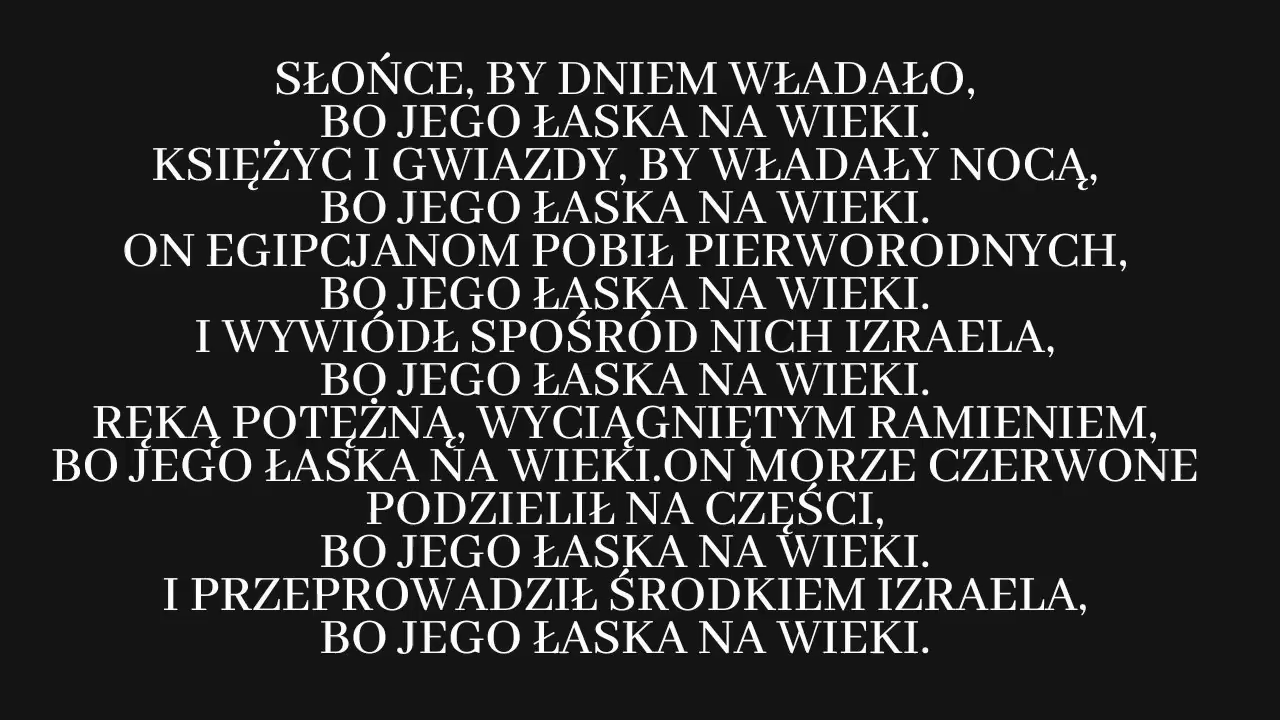 SŁOŃCE, BY DNIEM WŁADAŁO,
BO JEGO ŁASKA NA WIEKI.
KSIĘŻYC I GWIAZDY, BY WŁADAŁY NOCĄ,
BO JEGO ŁASKA NA WIEKI.
ON EGIPCJANOM POBIŁ PIERWORODNYCH,
BO JEGO ŁASKA NA WIEKI.
I WYWIÓDŁ SPOŚRÓD NICH IZRAELA,
BO JEGO ŁASKA NA WIEKI.
RĘKĄ POTĘŻNĄ, WYCIĄGNIĘTYM RAMIENIEM,
BO JEGO ŁASKA NA WIEKI.ON MORZE CZERWONE
PODZIELIŁ NA CZĘŚCI,
BO JEGO ŁASKA NA WIEKI.
I PRZEPROWADZIŁ ŚRODKIEM IZRAELA,
BO JEGO ŁASKA NA WIEKI.